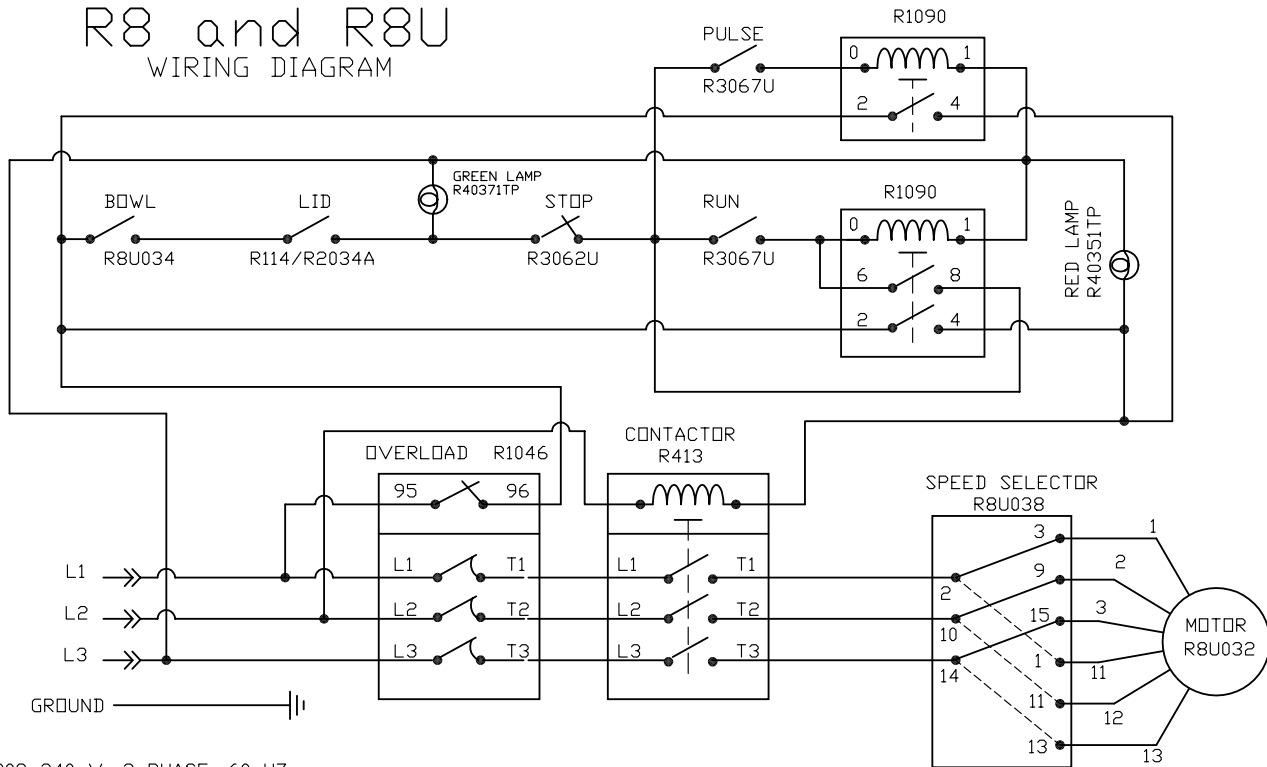 R8 and R8U
WIRING DIAGRAM
R1090
PULSE
0 1
R3067U
2 4
GREEN LAMP
R40371TP
BOWL LID STOP RUN
R1090
0 1
R8U034 R114/R2034A R3062U R3067U
6 8
2 4
RED LAMP
R40351TP
CONTACTOR
R413
OVERLOAD R1046
95 96
SPEED SELECTOR
R8U038
3 1
L1 L1 T1 L1 T1 2 9 2
L2 L2 T2 L2 T2 10 15 3
L3 L3 T3 L3 T3 14 1 11
MOTOR
R8U032
GROUND
11 12
13 13